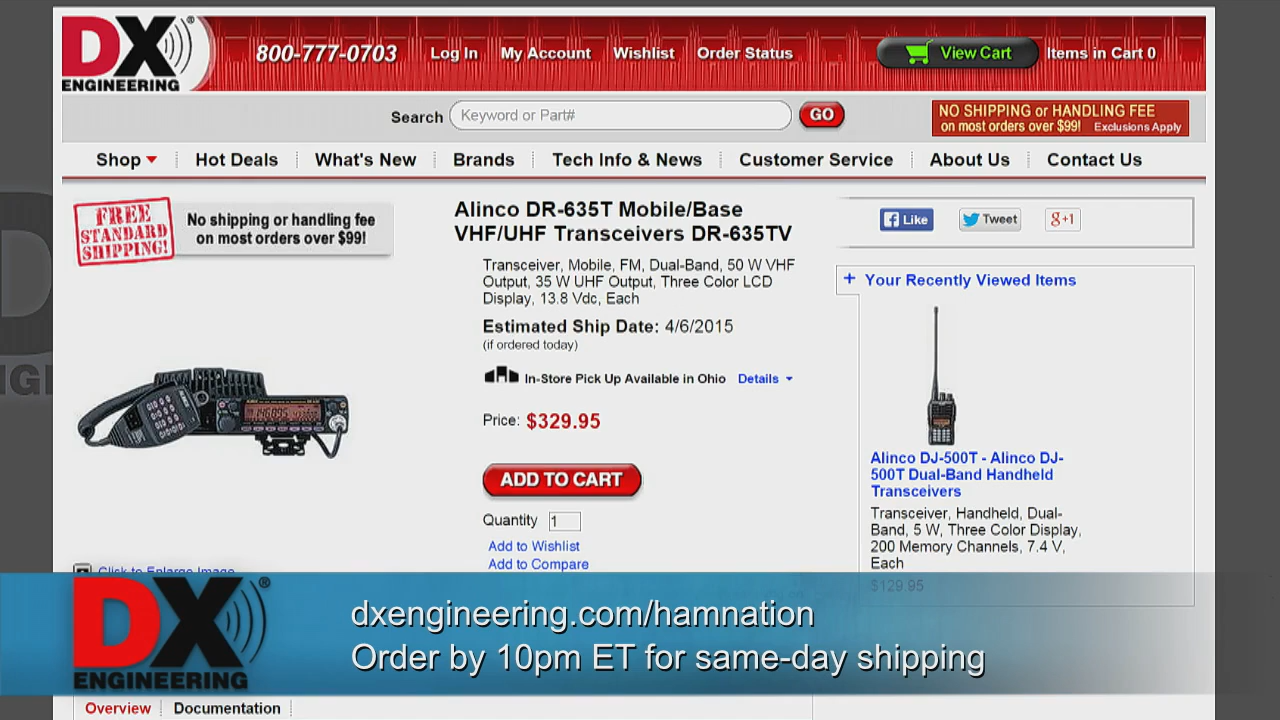 DX
®
ENGINEERING
800-777-0703
Log In
My Account
Wishlist
Order Status
View Cart
Items in Cart 0
Search
Keyword or Part#
GO
NO SHIPPING or HANDLING FEE
on most orders over $99! Exclusions Apply
Shop
Hot Deals
What's New
Brands
Tech Info & News
Customer Service
About Us
Contact Us
FREE
STANDARD
SHIPPING!
No shipping or handling fee
on most orders over $99!
Alinco DR-635T Mobile/Base
VHF/UHF Transceivers DR-635TV
Transceiver, Mobile, FM, Dual-Band, 50 W VHF
Output, 35 W UHF Output, Three Color LCD
Display, 13.8 Vdc, Each
Estimated Ship Date: 4/6/2015
(if ordered today)
In-Store Pick Up Available in Ohio Details
Price: $329.95
ADD TO CART
Quantity 1
Add to Wishlist
Add to Compare
Like
Tweet
g+1
+ Your Recently Viewed Items
Alinco DJ-500T - Alinco DJ-
500T Dual-Band Handheld
Transceivers
Transceiver, Handheld, Dual-
Band, 5 W, Three Color Display,
200 Memory Channels, 7.4 V,
Each
$129.95
Click to Enlarge Image
DX
®
ENGINEERING
dxengineering.com/hamnation
Order by 10pm ET for same-day shipping
Overview
Documentation